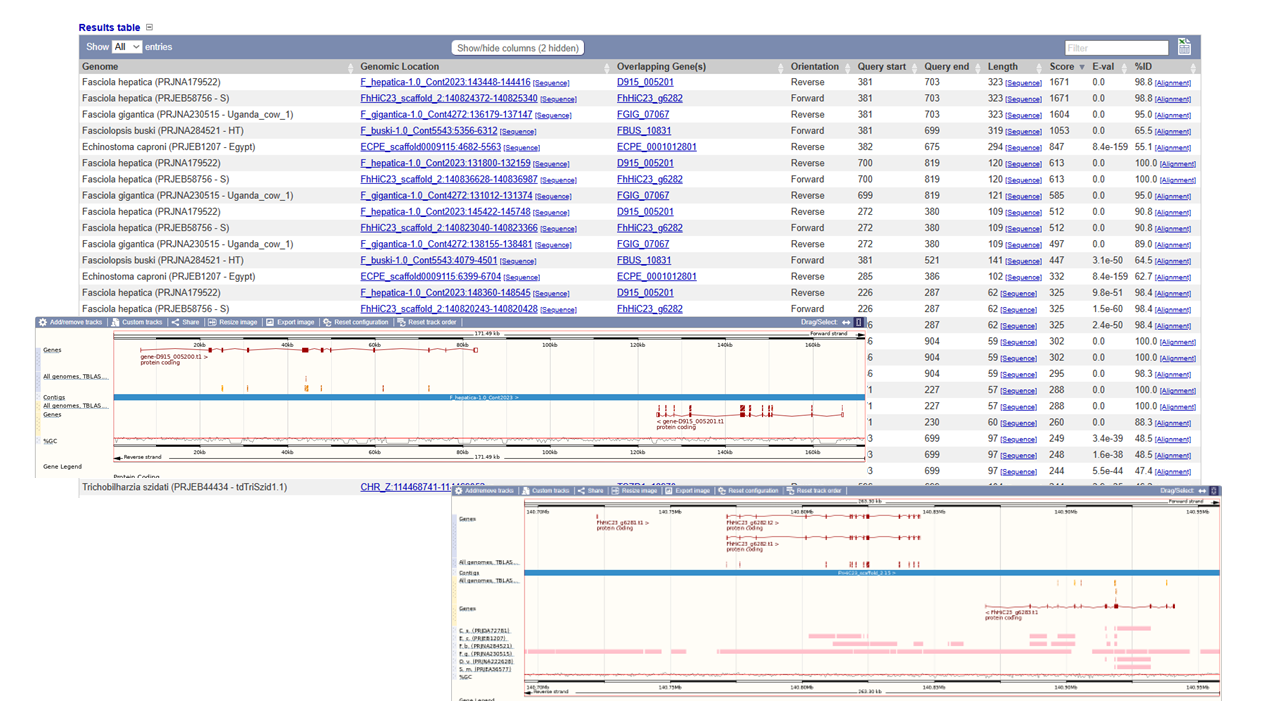 Results table
Show All entries Show/hide columns (2 hidden) Filter
Genome Genomic Location Overlapping Gene(s) Orientation Query start Query end Length Score E-val %ID
Fasciola hepatica (PRJNA179522) F_hepatica-1.0_Cont2023:143448-144416 [Sequence] D915_005201 Reverse 381 703 323 [Sequence] 1671 0.0 98.8 [Alignment]
Fasciola hepatica (PRJEB58756 - S) FhHiC23_scaffold_2:140824372-140825340 [Sequence] FhHiC23_g6282 Forward 381 703 323 [Sequence] 1671 0.0 98.8 [Alignment]
Fasciola gigantica (PRJNA230515 - Uganda_cow_1) F_gigantica-1.0_Cont4272:136179-137147 [Sequence] FGIG_07067 Reverse 381 703 323 [Sequence] 1604 0.0 95.0 [Alignment]
Fasciolopsis buski (PRJNA284521 - HT) F_buski-1.0_Cont5543:5356-6312 [Sequence] FBUS_10831 Forward 381 699 319 [Sequence] 1053 0.0 65.5 [Alignment]
Echinostoma caproni (PRJEB1207 - Egypt) ECPE_scaffold0009115:4682-5563 [Sequence] ECPE_0001012801 Reverse 382 675 294 [Sequence] 847 8.4e-159 55.1 [Alignment]
Fasciola hepatica (PRJNA179522) F_hepatica-1.0_Cont2023:131800-132159 [Sequence] D915_005201 Reverse 700 819 120 [Sequence] 613 0.0 100.0 [Alignment]
Fasciola hepatica (PRJEB58756 - S) FhHiC23_scaffold_2:140836628-140836987 [Sequence] FhHiC23_g6282 Forward 700 819 120 [Sequence] 613 0.0 100.0 [Alignment]
Fasciola gigantica (PRJNA230515 - Uganda_cow_1) F_gigantica-1.0_Cont4272:131012-131374 [Sequence] FGIG_07067 Reverse 699 819 121 [Sequence] 585 0.0 95.0 [Alignment]
Fasciola hepatica (PRJNA179522) F_hepatica-1.0_Cont2023:145422-145748 [Sequence] D915_005201 Reverse 272 380 109 [Sequence] 512 0.0 90.8 [Alignment]
Fasciola hepatica (PRJEB58756 - S) FhHiC23_scaffold_2:140823040-140823366 [Sequence] FhHiC23_g6282 Forward 272 380 109 [Sequence] 512 0.0 90.8 [Alignment]
Fasciola gigantica (PRJNA230515 - Uganda_cow_1) F_gigantica-1.0_Cont4272:138155-138481 [Sequence] FGIG_07067 Reverse 272 380 109 [Sequence] 497 0.0 89.0 [Alignment]
Fasciolopsis buski (PRJNA284521 - HT) F_buski-1.0_Cont5543:4079-4501 [Sequence] FBUS_10831 Forward 381 521 141 [Sequence] 447 3.1e-50 64.5 [Alignment]
Echinostoma caproni (PRJEB1207 - Egypt) ECPE_scaffold0009115:6399-6704 [Sequence] ECPE_0001012801 Reverse 285 386 102 [Sequence] 332 8.4e-159 62.7 [Alignment]
Fasciola hepatica (PRJNA179522) F_hepatica-1.0_Cont2023:148360-148545 [Sequence] D915_005201 Reverse 226 287 62 [Sequence] 325 9.8e-51 98.4 [Alignment]
Fasciola hepatica (PRJEB58756 - S) FhHiC23_scaffold_2:140820243-140820428 [Sequence] FhHiC23_g6282 Forward 226 287 62 [Sequence] 325 1.5e-60 98.4 [Alignment]
6 287 62 [Sequence] 325 2.4e-50 98.4 [Alignment]
6 904 59 [Sequence] 302 0.0 100.0 [Alignment]
6 904 59 [Sequence] 302 0.0 100.0 [Alignment]
6 904 59 [Sequence] 295 0.0 98.3 [Alignment]
1 227 57 [Sequence] 288 0.0 100.0 [Alignment]
1 227 57 [Sequence] 288 0.0 100.0 [Alignment]
1 230 60 [Sequence] 260 0.0 88.3 [Alignment]
3 699 97 [Sequence] 249 3.4e-39 48.5 [Alignment]
3 699 97 [Sequence] 248 1.6e-38 48.5 [Alignment]
3 699 97 [Sequence] 244 5.5e-44 47.4 [Alignment]
Trichobilharzia szidati (PRJEB44434 - tdTriSzid1.1)
Add/remove tracks Custom tracks Share Resize image Export image Reset configuration Reset track order Drag/Select:
171.49 kb Forward strand
20kb 40kb 60kb 80kb 100kb 120kb 140kb 160kb
Genes
gene-D915_005200.t1 >
protein coding
All genomes, TBLAS...
Contigs F_hepatica-1.0_Cont2023 >
All genomes, TBLAS...
Genes
< gene-D915_005201.t1
protein coding
%GC
20kb 40kb 60kb 80kb 100kb 120kb 140kb 160kb
Reverse strand 171.49 kb
Gene Legend
Protein Coding
Add/remove tracks Custom tracks Share Resize image Export image Reset configuration Reset track order Drag/Select:
263.30 kb Forward strand
140.70Mb 140.75Mb 140.80Mb 140.85Mb 140.90Mb 140.95Mb
Genes
FhHiC23_g6281.t1 > FhHiC23_g6282.t2 >
protein coding protein coding
FhHiC23_g6282.t1 >
protein coding
All genomes, TBLAS...
Contigs
All genomes, TBLAS...
Genes
< FhHiC23_g6283.t1
protein coding
E. c. (PRJEB1207)
F. b. (PRJNA284521)
F. g. (PRJNA230515)
D. v. (PRJNA222628)
S. m. (PRJEA36577)
%GC
140.70Mb 140.75Mb 140.80Mb 140.85Mb 140.90Mb 140.95Mb
Reverse strand 263.30 kb
Gene Legend